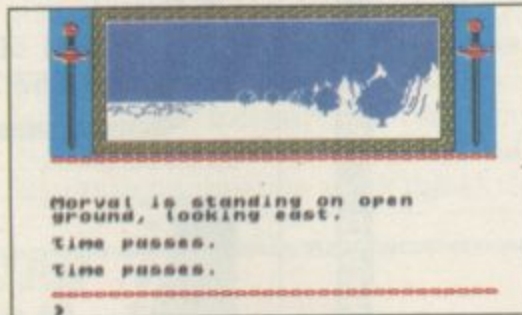 Morval is standing on open
ground, looking east.
Time passes.
Time passes.
>